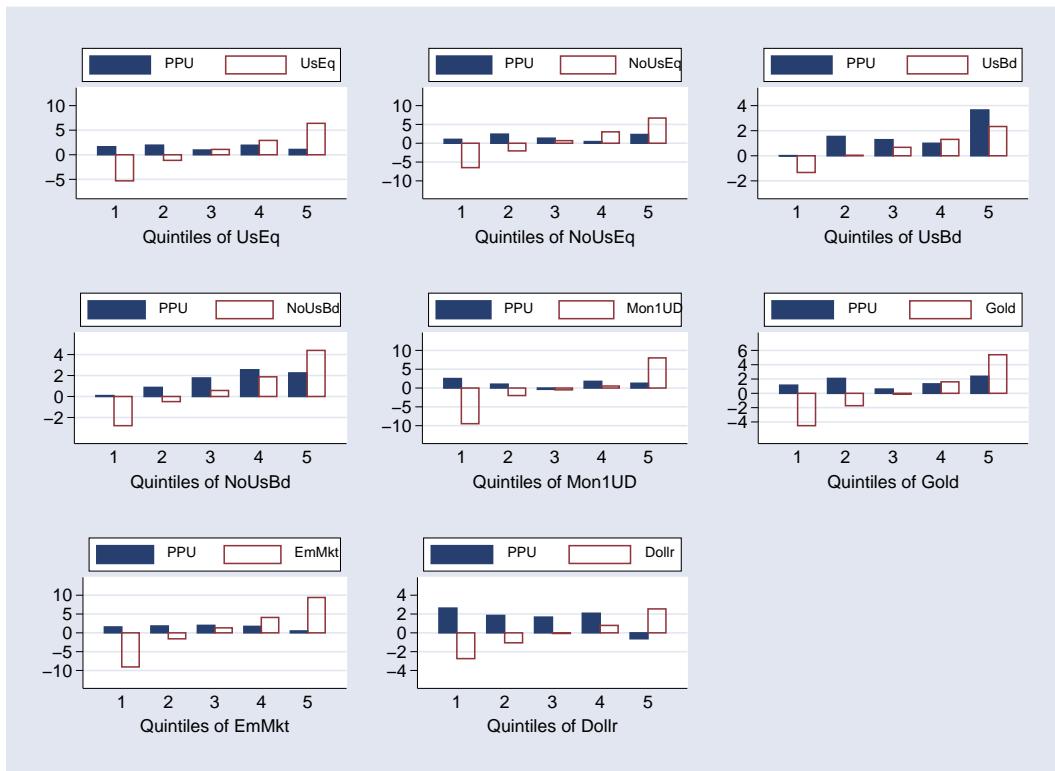 PPU UsEq
10
5
0
−5
1 2 3 4 5
Quintiles of UsEq
PPU NoUsEq
10
5
0
−5
−10
1 2 3 4 5
Quintiles of NoUsEq
PPU UsBd
4
2
0
−2
1 2 3 4 5
Quintiles of UsBd
PPU NoUsBd
4
2
0
−2
1 2 3 4 5
Quintiles of NoUsBd
PPU Mon1UD
10
5
0
−5
−10
1 2 3 4 5
Quintiles of Mon1UD
PPU Gold
6
4
2
0
−2
−4
1 2 3 4 5
Quintiles of Gold
PPU EmMkt
10
5
0
−5
−10
1 2 3 4 5
Quintiles of EmMkt
PPU Dollr
4
2
0
−2
−4
1 2 3 4 5
Quintiles of Dollr